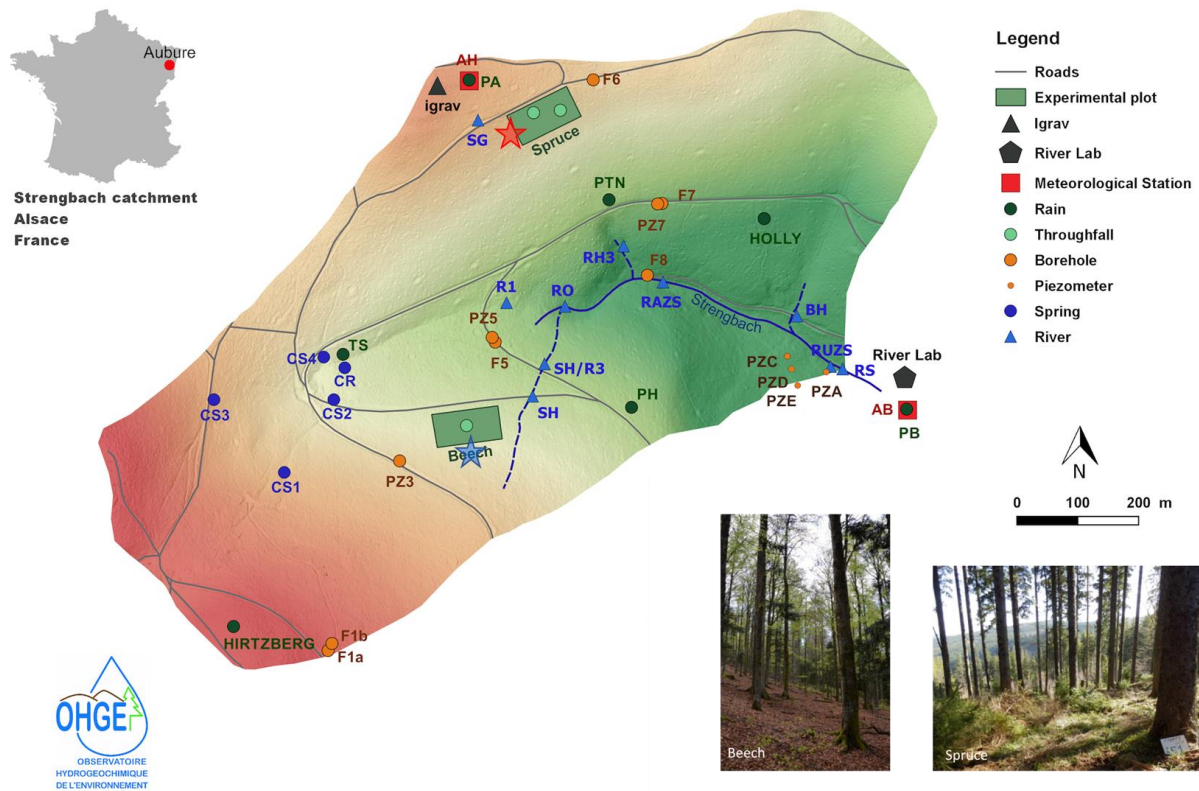 Aubure
Strengbach catchment
Alsace
France
AH
PA
igrav
F6
SG
Spruce
PTN
F7
PZ7
HOLLY
RH3
F8
R1
RO
RAZS
Strengbach
BH
PZ5
F5
TS
CS4
CR
CS2
CS3
SH/R3
SH
PH
PZC
PZD
PZE
PZA
RUZS
RS
River Lab
AB
PB
Beech
PZ3
CS1
HIRTZBERG
F1b
F1a
Legend
Roads
Experimental plot
Igrav
River Lab
Meteorological Station
Rain
Throughfall
Borehole
Piezometer
Spring
River
N
0 100 200 m
Beech
Spruce
OHGE
OBSERVATOIRE
HYDROGEOCHIMIQUE
DE L'ENVIRONNEMENT